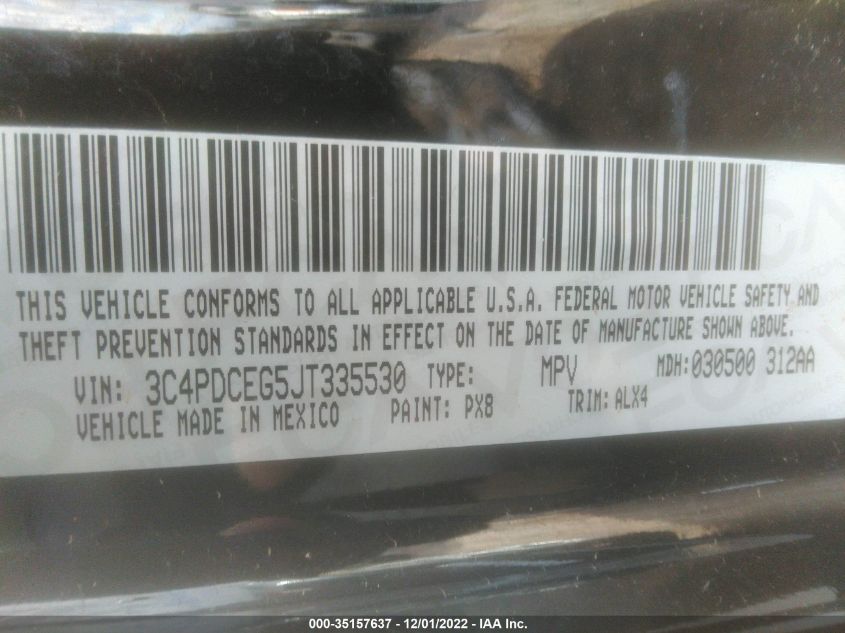 THIS VEHICLE CONFORMS TO ALL APPLICABLE U.S.A. FEDERAL MOTOR VEHICLE SAFETY AND
THEFT PREVENTION STANDARDS IN EFFECT ON THE DATE OF MANUFACTURE SHOWN ABOVE.
VIN: 3C4PDCEG5JT335530 TYPE: MPV MDH: 030500 312AA
VEHICLE MADE IN MEXICO PAINT: PX8 TRIM: ALX4
000-35157637 - 12/01/2022 - IAA Inc.